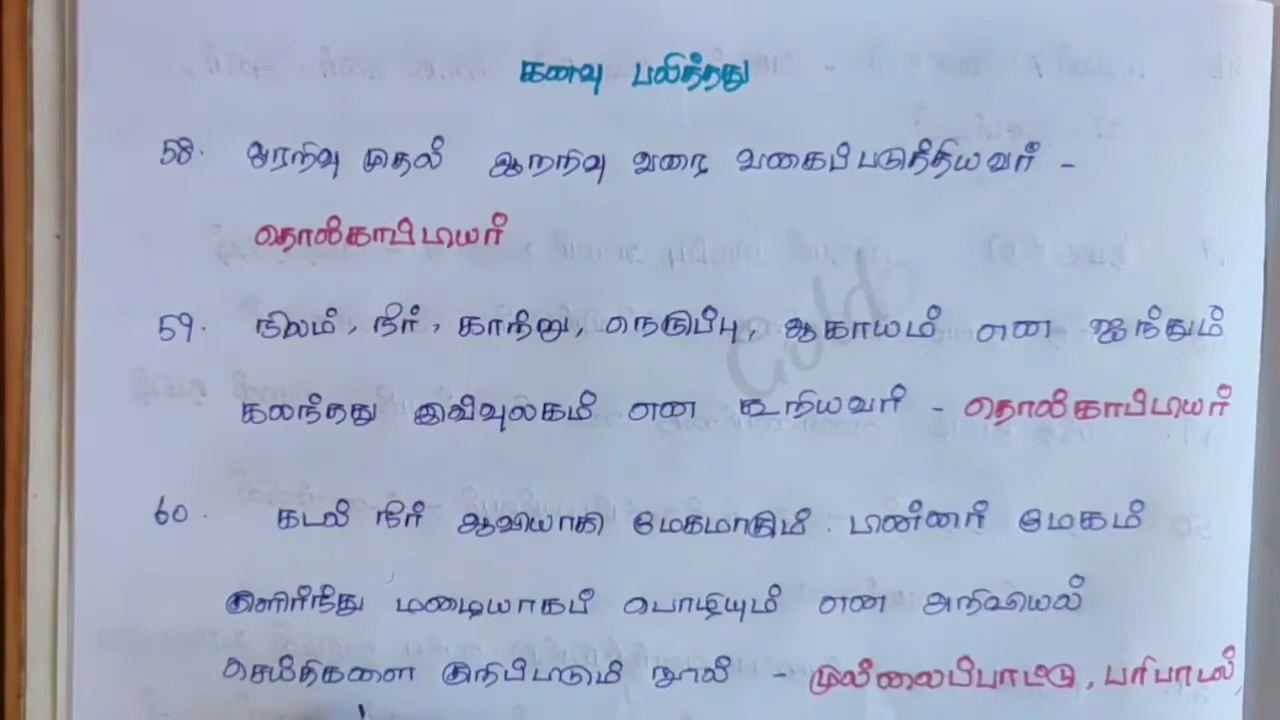 கனவு பலித்தது
58. ஓரறிவு முதல் ஆறறிவு வரை வகைப்படுத்தியவர் -
தொல்காப்பியர்
59. நிலம், நீர், காற்று, நெருப்பு, ஆகாயம் என ஐந்தும்
கலந்தது இவ்வுலகம் என கூறியவர் - தொல்காப்பியர்
60. கடல் நீர் ஆவியாகி மேகமாகும். பின்னர் மேகம்
குளிர்ந்து மழையாகப் பொழியும் என அறிவியல்
செய்திகளை குறிப்பிடும் நூல் - முல்லைப்பாட்டு, பரிபாடல்,
Gold